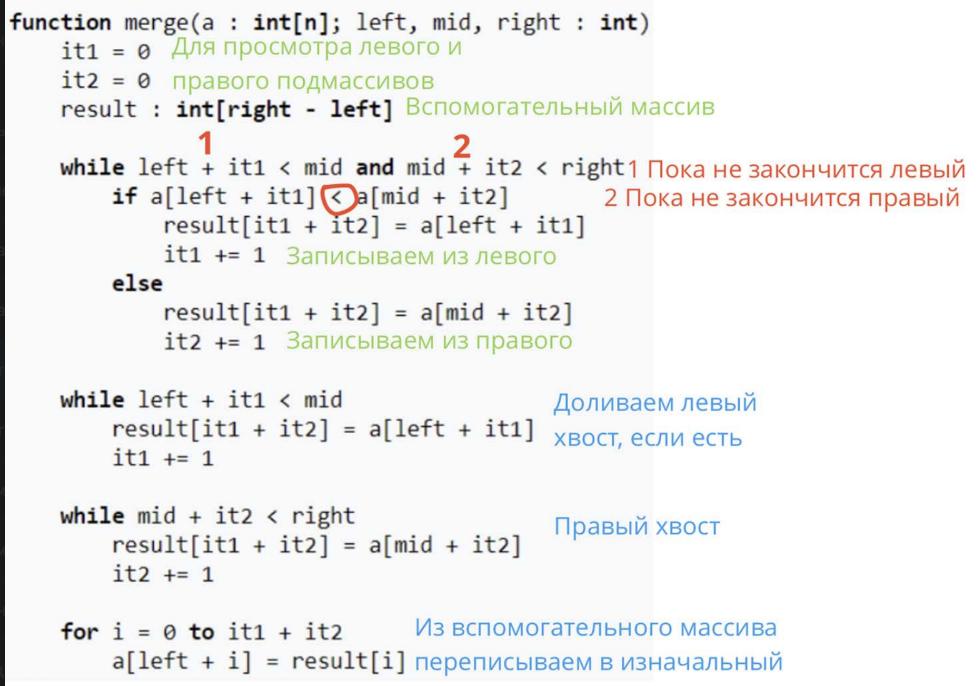 function merge(a : int[n]; left, mid, right : int)
it1 = 0 Для просмотра левого и
it2 = 0 правого подмассивов
result : int[right - left] Вспомогательный массив
1 2
while left + it1 < mid and mid + it2 < right 1 Пока не закончится левый
if a[left + it1] < a[mid + it2] 2 Пока не закончится правый
result[it1 + it2] = a[left + it1]
it1 += 1 Записываем из левого
else
result[it1 + it2] = a[mid + it2]
it2 += 1 Записываем из правого
while left + it1 < mid Доливаем левый
result[it1 + it2] = a[left + it1] хвост, если есть
it1 += 1
while mid + it2 < right Правый хвост
result[it1 + it2] = a[mid + it2]
it2 += 1
for i = 0 to it1 + it2 Из вспомогательного массива
a[left + i] = result[i] переписываем в изначальный